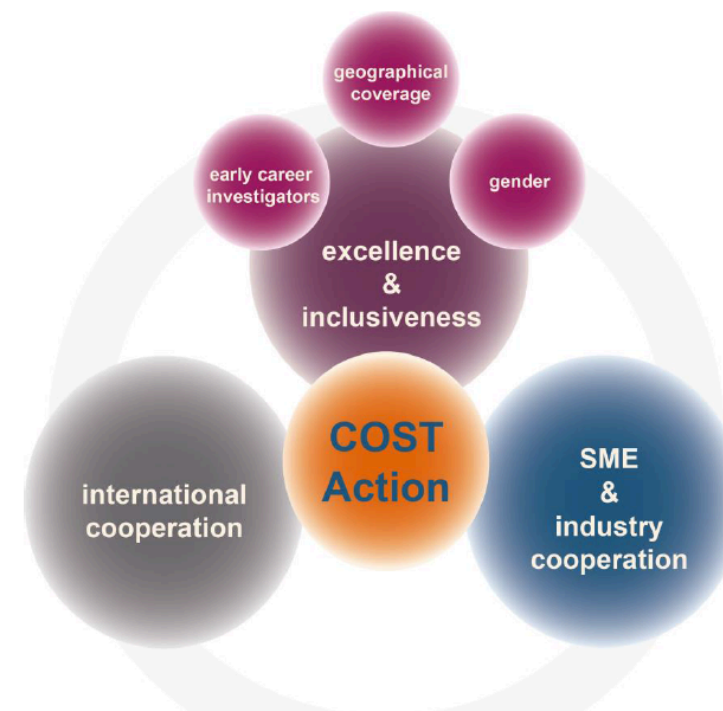 geographical
coverage
early career
investigators
gender
excellence
&
inclusiveness
COST
Action
international
cooperation
SME
&
industry
cooperation